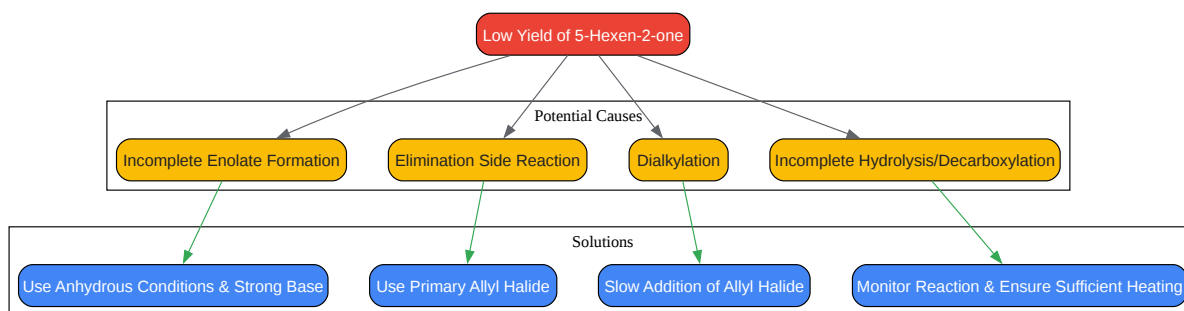 Low Yield of 5-Hexen-2-one
Potential Causes
Incomplete Enolate Formation
Elimination Side Reaction
Dialkylation
Incomplete Hydrolysis/Decarboxylation
Solutions
Use Anhydrous Conditions & Strong Base
Use Primary Allyl Halide
Slow Addition of Allyl Halide
Monitor Reaction & Ensure Sufficient Heating